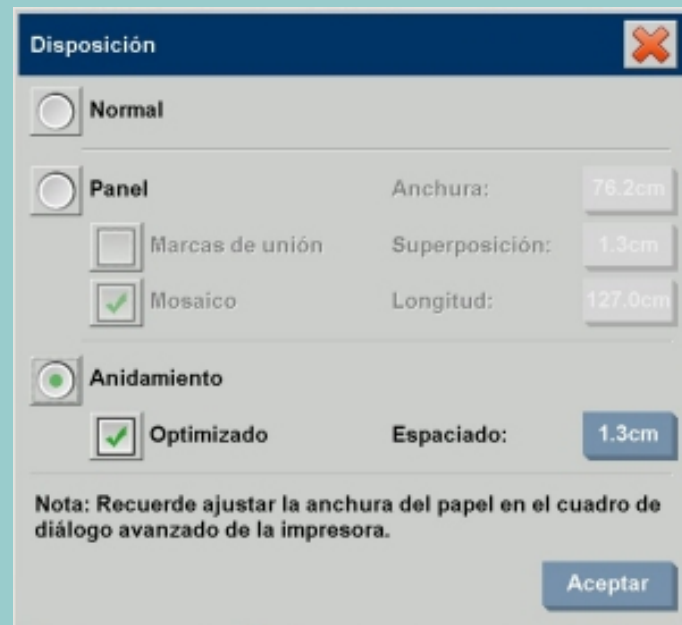 Disposición
Normal
Panel Anchura: 76.2cm
Marcas de unión Superposición: 1.3cm
Mosaico Longitud: 127.0cm
Anidamiento
Optimizado Espaciado: 1.3cm
Nota: Recuerde ajustar la anchura del papel en el cuadro de
diálogo avanzado de la impresora.
Aceptar